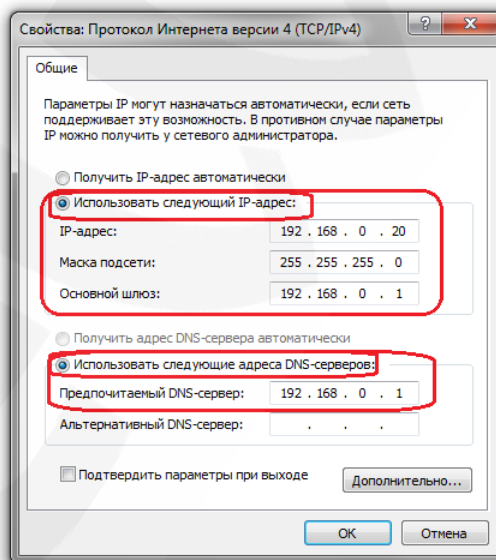 Свойства: Протокол Интернета версии 4 (TCP/IPv4)
Общие
Параметры IP могут назначаться автоматически, если сеть
поддерживает эту возможность. В противном случае параметры
IP можно получить у сетевого администратора.
Получить IP-адрес автоматически
Использовать следующий IP-адрес:
IP-адрес: 192 . 168 . 0 . 20
Маска подсети: 255 . 255 . 255 . 0
Основной шлюз: 192 . 168 . 0 . 1
Получить адрес DNS-сервера автоматически
Использовать следующие адреса DNS-серверов:
Предпочитаемый DNS-сервер: 192 . 168 . 0 . 1
Альтернативный DNS-сервер: . . .
Подтвердить параметры при выходе
Дополнительно...
ОК Отмена